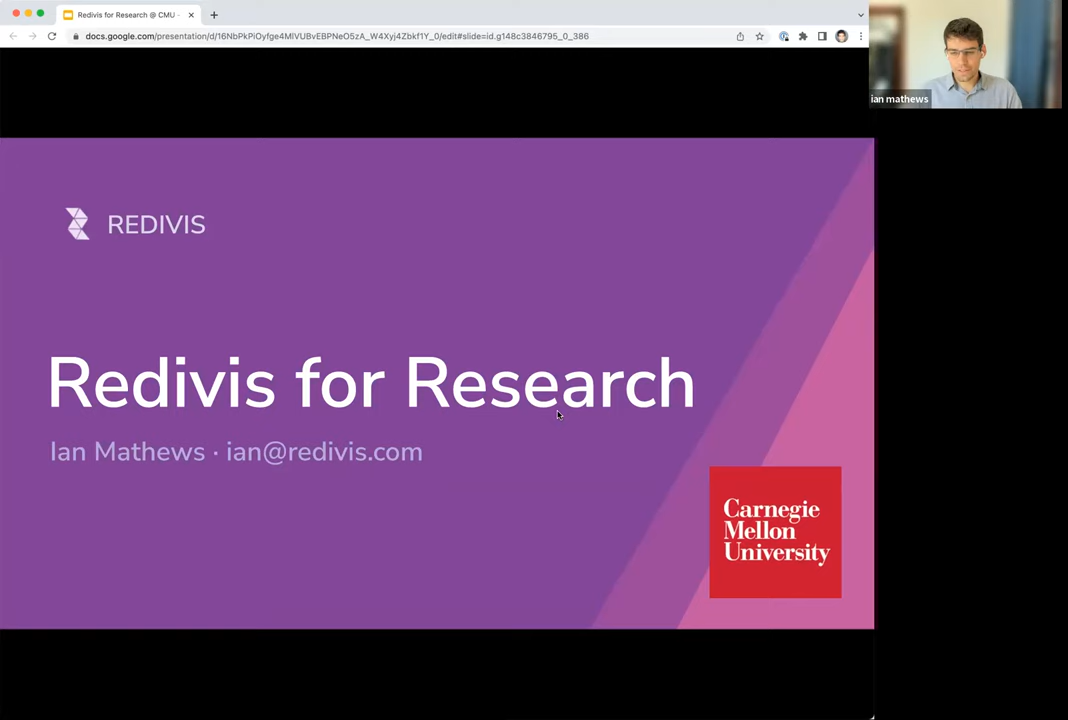 Redivis for Research @ CMU -
docs.google.com/presentation/d/16NbPkPiOyfge4MlVUBvEBPNeO5zA_W4Xyj4Zbkf1Y_0/edit#slide=id.g148c3846795_0_386
ian mathews
REDIVIS
Redivis for Research
Ian Mathews · ian@redivis.com
Carnegie
Mellon
University